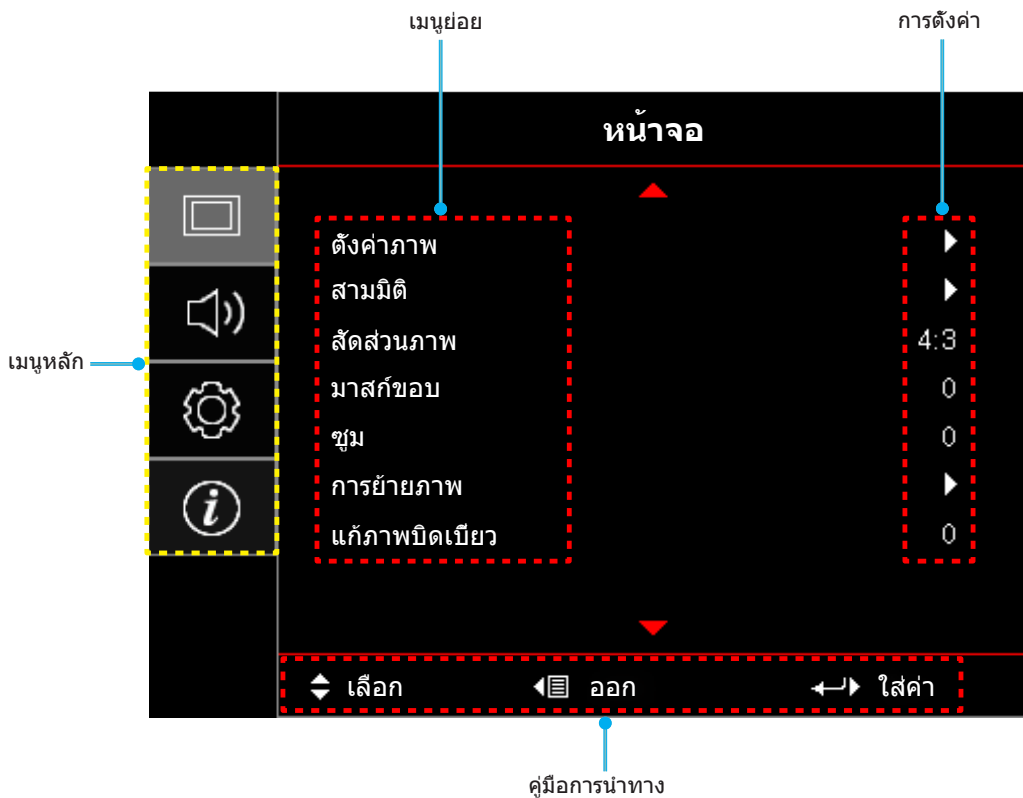 เมนูย่อย
การตั้งค่า
หน้าจอ
ตั้งค่าภาพ
สามมิติ
สัดส่วนภาพ 4:3
มาสก์ขอบ 0
ซูม 0
การย้ายภาพ
แก้ภาพบิดเบี้ยว 0
เมนูหลัก
เลือก ออก ใส่ค่า
คู่มือการนำทาง